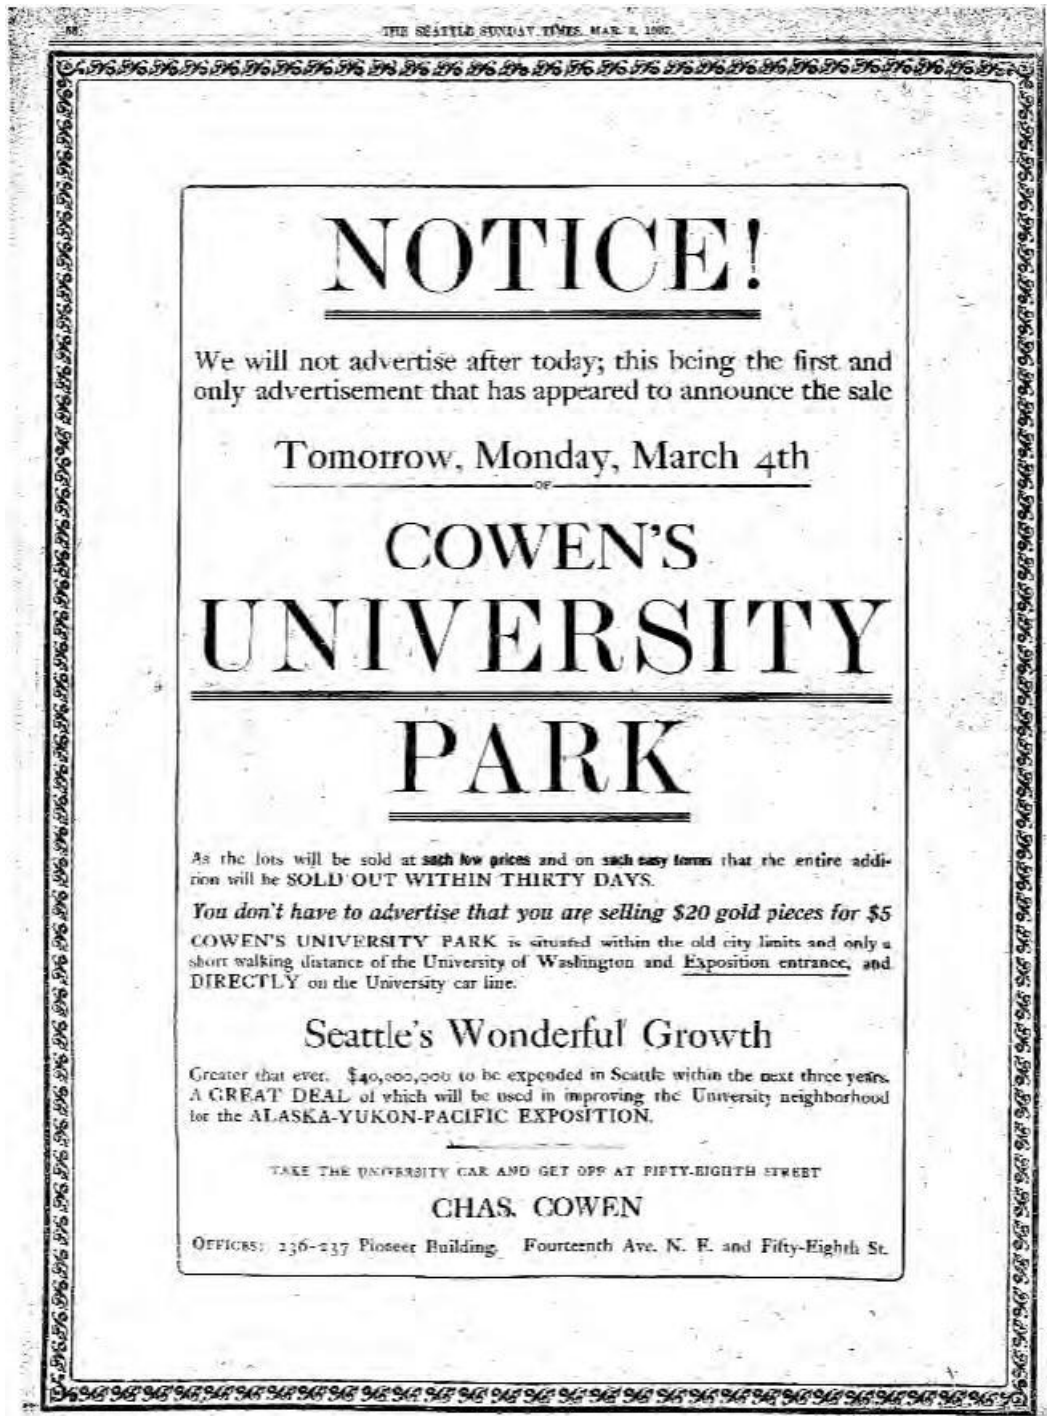 THE SEATTLE SUNDAY TIMES, MAR. 3, 1907.
NOTICE!
We will not advertise after today; this being the first and
only advertisement that has appeared to announce the sale
Tomorrow, Monday, March 4th
OF
COWEN'S
UNIVERSITY
PARK
As the lots will be sold at such low prices and on such easy terms that the entire addi-
tion will be SOLD OUT WITHIN THIRTY DAYS.
You don't have to advertise that you are selling $20 gold pieces for $5
COWEN'S UNIVERSITY PARK is situated within the old city limits and only a
short walking distance of the University of Washington and Exposition entrance, and
DIRECTLY on the University car line.
Seattle's Wonderful Growth
Greater that ever. $40,000,000 to be expended in Seattle within the next three years.
A GREAT DEAL of which will be used in improving the University neighborhood
for the ALASKA-YUKON-PACIFIC EXPOSITION.
TAKE THE UNIVERSITY CAR AND GET OFF AT FIFTY-EIGHTH STREET
CHAS. COWEN
OFFICES: 236-237 Pioneer Building. Fourteenth Ave. N. E. and Fifty-Eighth St.